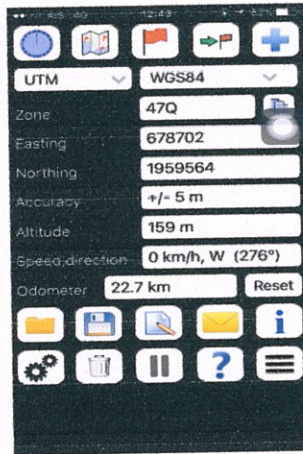 4G 12:43
UTM WGS84
Zone 47Q
Easting 678702
Northing 1959564
Accuracy +/- 5 m
Altitude 159 m
Speed,direction 0 km/h, W (276°)
Odometer 22.7 km Reset
i
?